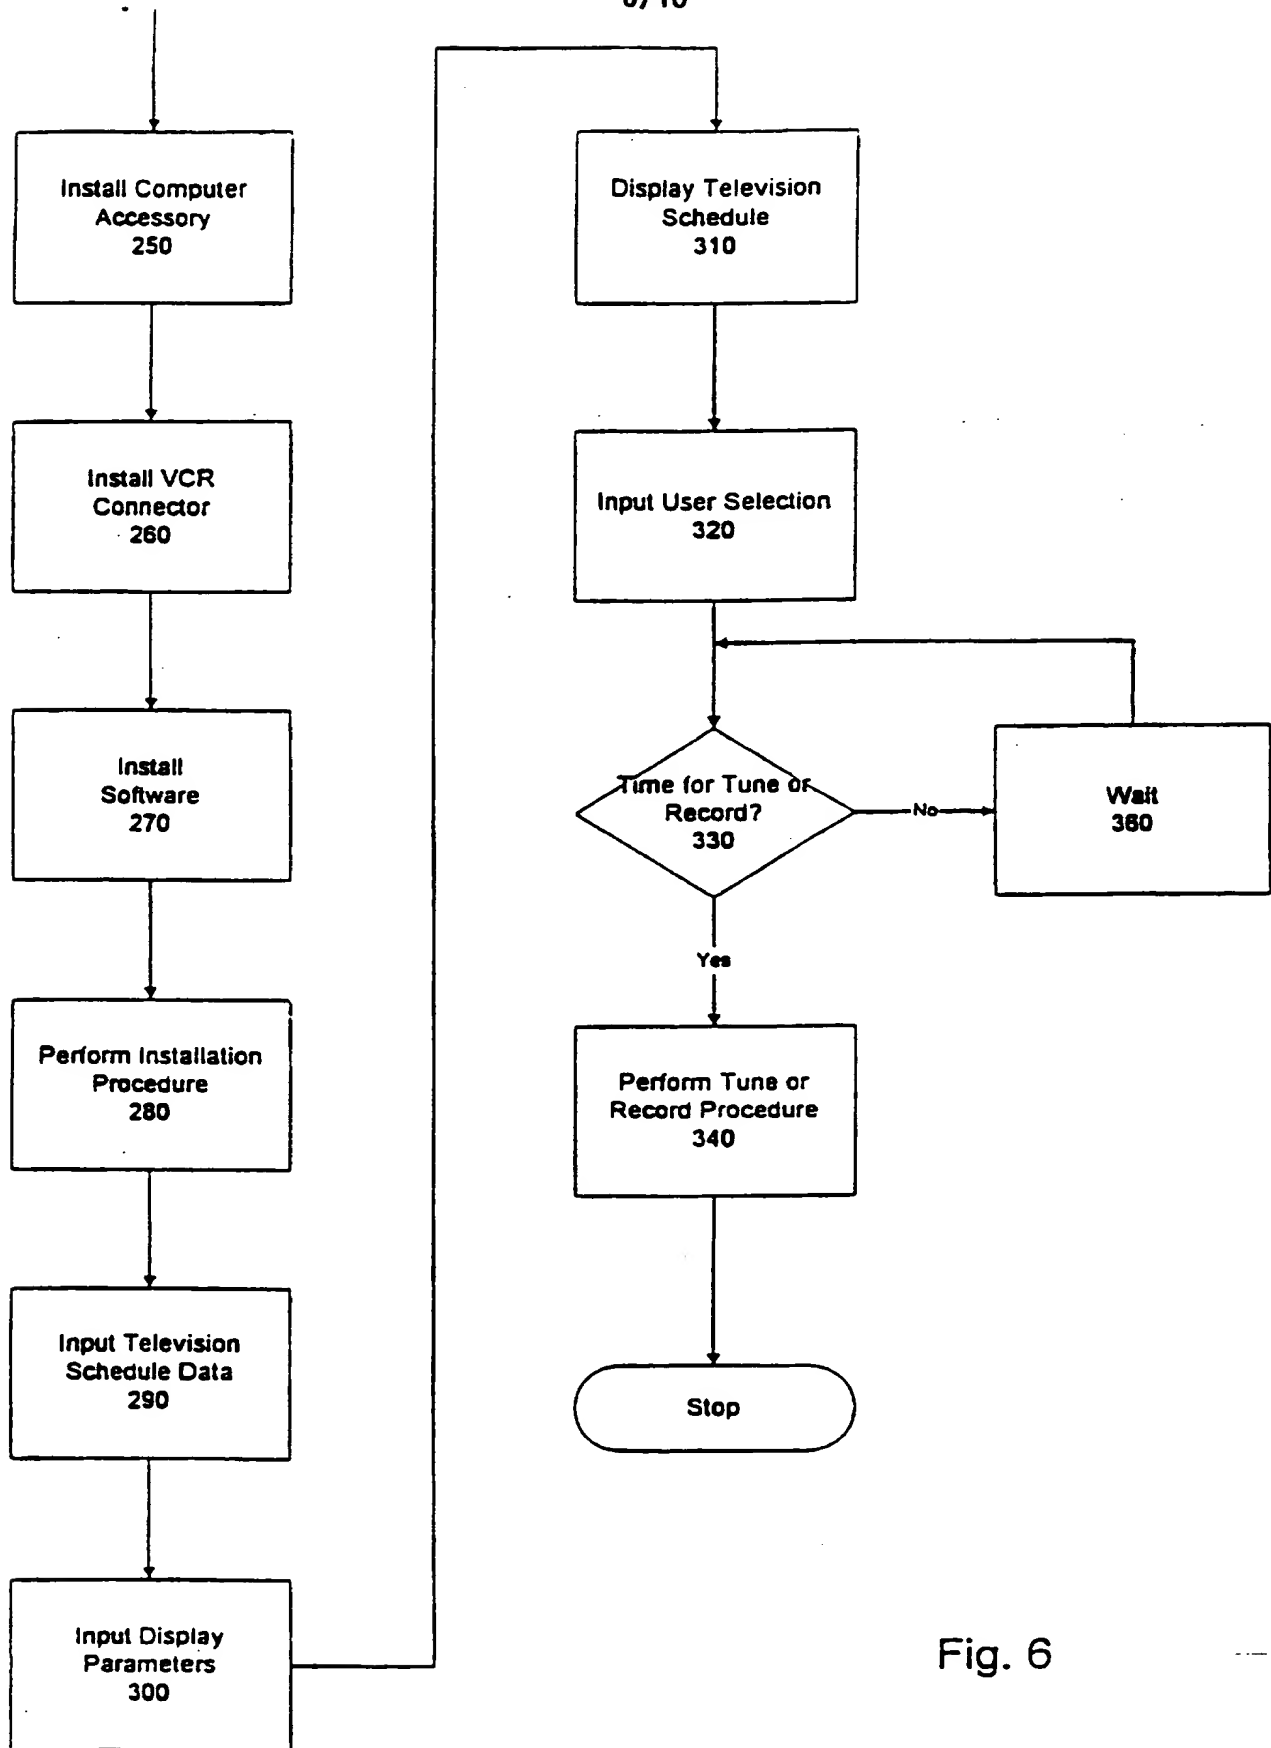 Install Computer
Accessory
250
Install VCR
Connector
260
Install
Software
270
Perform Installation
Procedure
280
Input Television
Schedule Data
290
Input Display
Parameters
300
Display Television
Schedule
310
Input User Selection
320
Time for Tune or
Record?
330
No
Wait
360
Yes
Perform Tune or
Record Procedure
340
Stop
Fig. 6